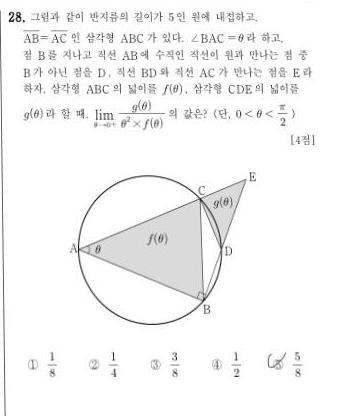 28. 그림과 같이 반지름의 길이가 5인 원에 내접하고,
$\overline{AB}=\overline{AC}$ 인 삼각형 ABC가 있다. ∠BAC=θ라 하고,
점 B를 지나고 직선 AB에 수직인 직선이 원과 만나는 점 중
B가 아닌 점을 D, 직선 BD와 직선 AC가 만나는 점을 E라
하자. 삼각형 ABC의 넓이를 f(θ), 삼각형 CDE의 넓이를
g(θ)라 할 때, $\lim_{\theta \to 0+} \frac{g(\theta)}{\theta^2 \times f(\theta)}$ 의 값은? (단, $0<\theta<\frac{\pi}{2}$)
[4점]
E
C
g(θ)
f(θ)
A
θ
D
B
① $\frac{1}{8}$ ② $\frac{1}{4}$ ③ $\frac{3}{8}$ ④ $\frac{1}{2}$ ⑤ $\frac{5}{8}$